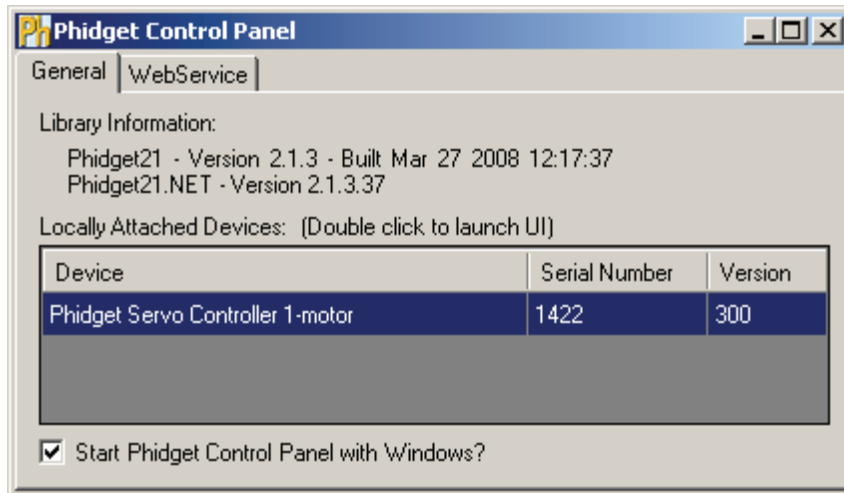 Ph Phidget Control Panel
General WebService
Library Information:
Phidget21 - Version 2.1.3 - Built Mar 27 2008 12:17:37
Phidget21.NET - Version 2.1.3.37
Locally Attached Devices: (Double click to launch UI)
Device Serial Number Version
Phidget Servo Controller 1-motor 1422 300
Start Phidget Control Panel with Windows?